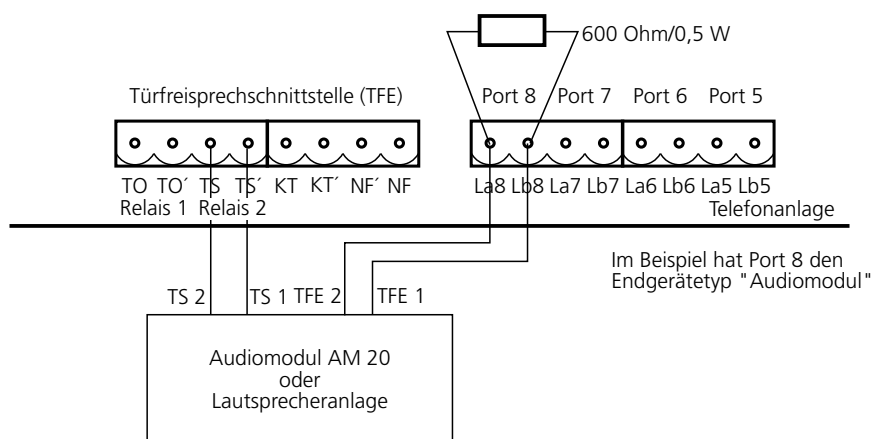 600 Ohm/0,5 W
Türfreisprechschnittstelle (TFE)
Port 8 Port 7 Port 6 Port 5
TO TO´ TS TS´ KT KT´ NF´ NF
La8 Lb8 La7 Lb7 La6 Lb6 La5 Lb5
Relais 1 Relais 2
Telefonanlage
Im Beispiel hat Port 8 den
Endgerätetyp "Audiomodul"
TS 2 TS 1 TFE 2 TFE 1
Audiomodul AM 20
oder
Lautsprecheranlage